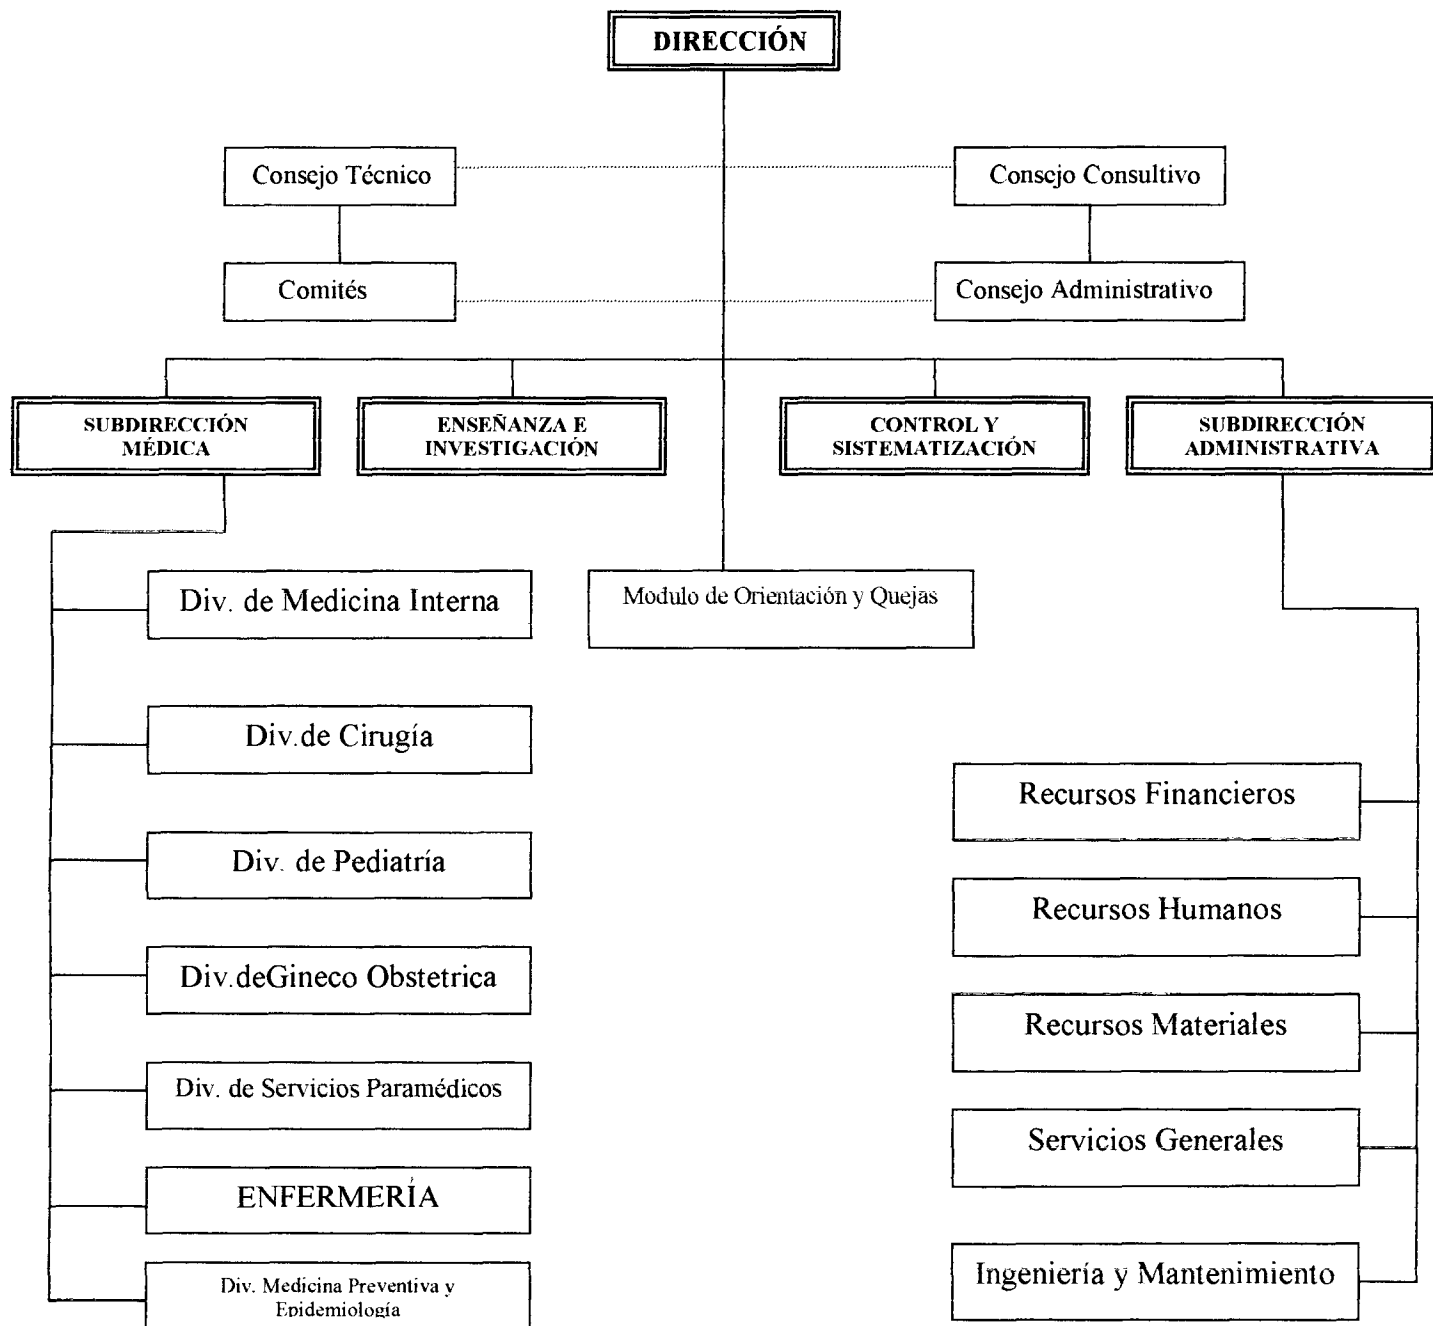 DIRECCIÓN
Consejo Técnico
Consejo Consultivo
Comités
Consejo Administrativo
SUBDIRECCIÓN
MÉDICA
ENSEÑANZA E
INVESTIGACIÓN
CONTROL Y
SISTEMATIZACIÓN
SUBDIRECCIÓN
ADMINISTRATIVA
Div. de Medicina Interna
Modulo de Orientación y Quejas
Div.de Cirugía
Recursos Financieros
Div. de Pediatría
Recursos Humanos
Div.deGineco Obstetrica
Recursos Materiales
Div. de Servicios Paramédicos
Servicios Generales
ENFERMERÍA
Ingeniería y Mantenimiento
Div. Medicina Preventiva y
Epidemiología